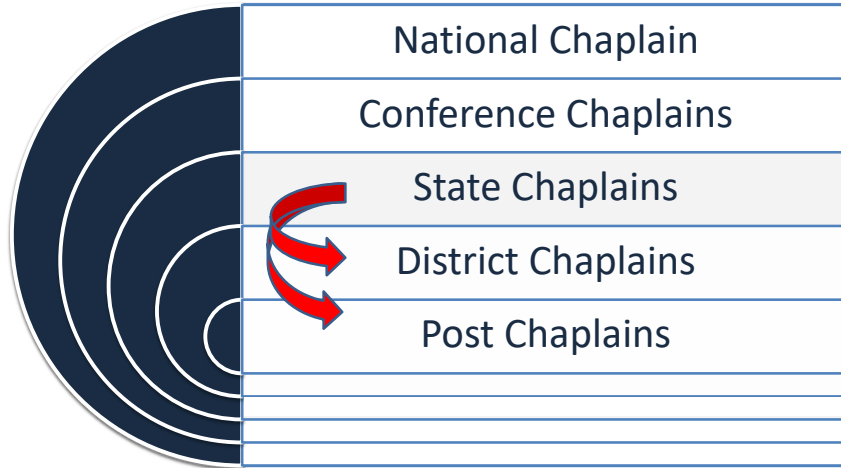 National Chaplain
Conference Chaplains
State Chaplains
District Chaplains
Post Chaplains